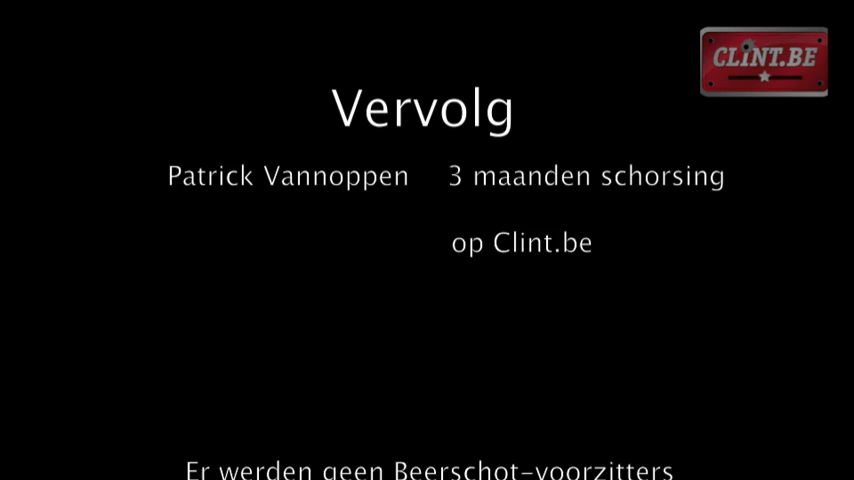 CLINT.BE
Vervolg
Patrick Vannoppen 3 maanden schorsing
op Clint.be
Er werden geen Beerschot-voorzitters